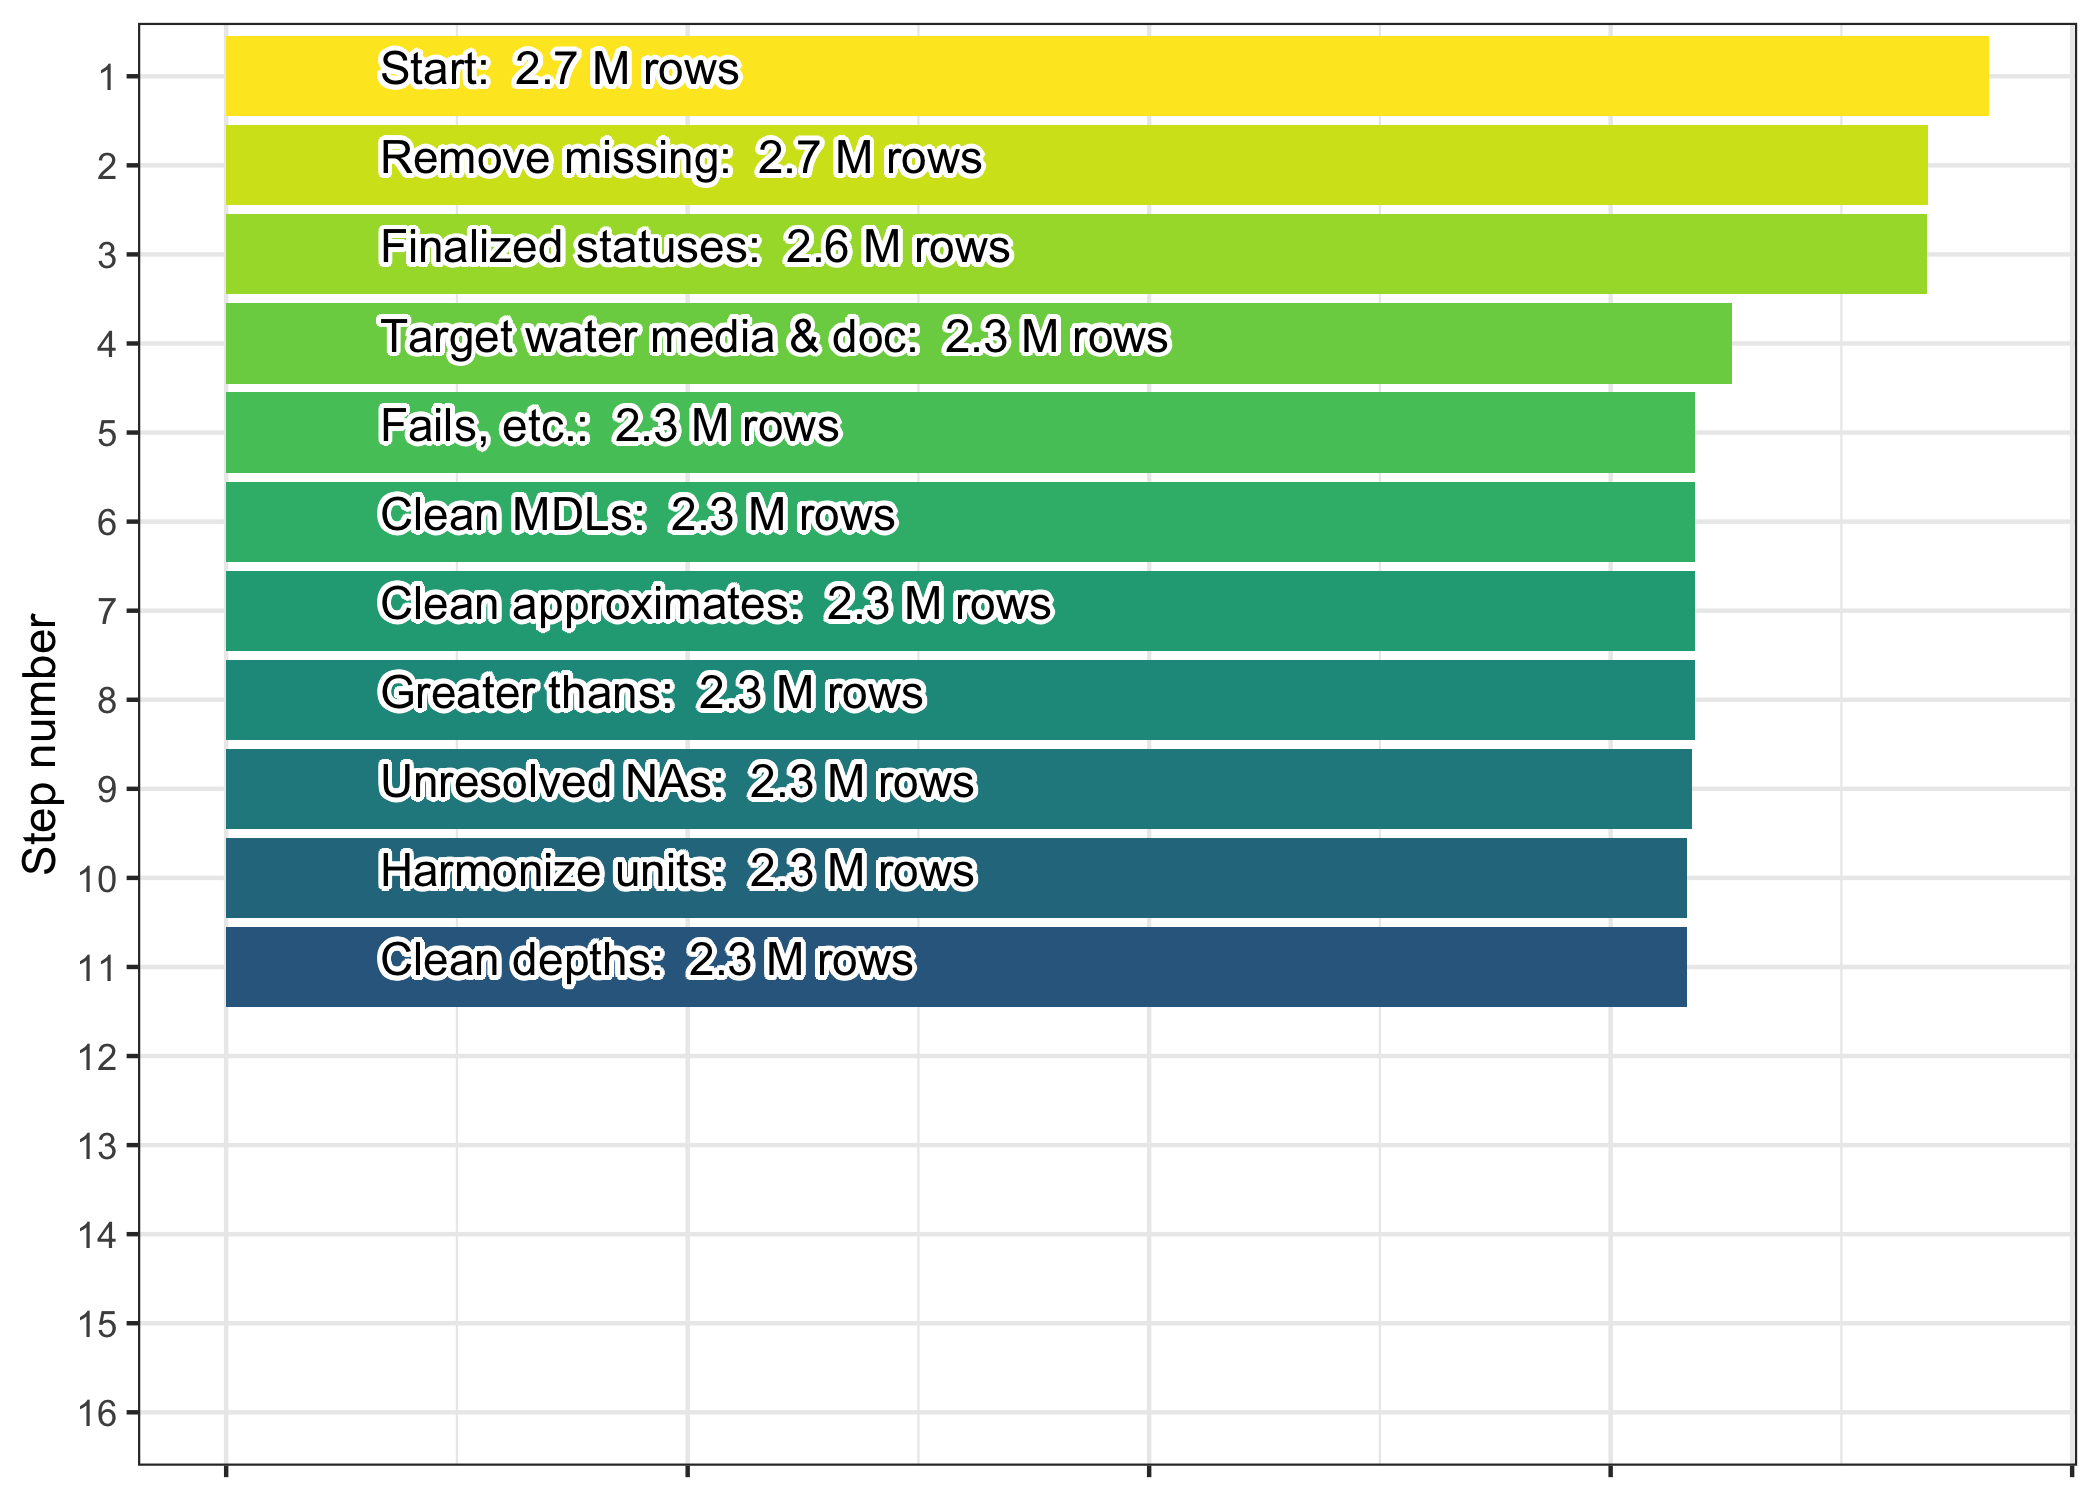 1
Start:  2.7 M rows
2
Remove missing:  2.7 M rows
3
Finalized statuses:  2.6 M rows
4
Target water media & doc:  2.3 M rows
5
Fails, etc.:  2.3 M rows
6
Clean MDLs:  2.3 M rows
7
Clean approximates:  2.3 M rows
8
Greater thans:  2.3 M rows
9
Unresolved NAs:  2.3 M rows
10
Harmonize units:  2.3 M rows
11
Clean depths:  2.3 M rows
12
13
14
15
16
Step number